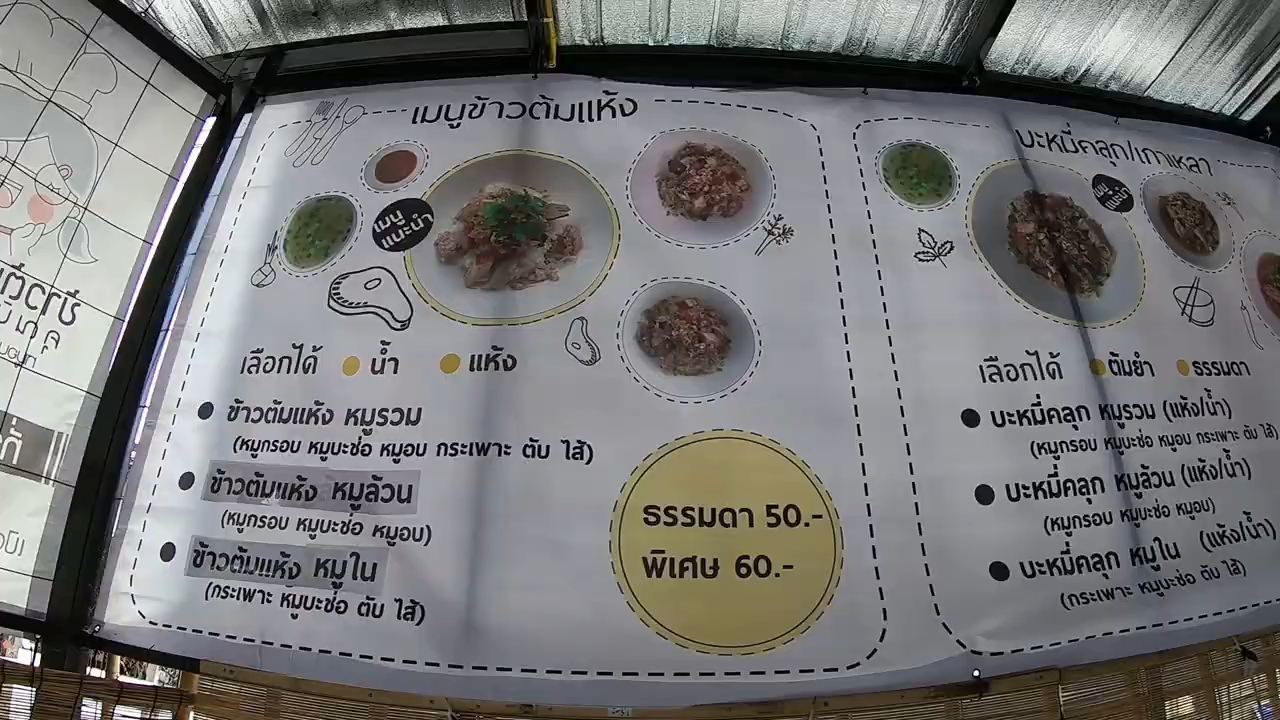 เมนูข้าวต้มแห้ง
เมนู
แนะนำ
เลือกได้ น้ำ แห้ง
ข้าวต้มแห้ง หมูรวม
(หมูกรอบ หมูบะช่อ หมูอบ กระเพาะ ตับ ไส้)
ข้าวต้มแห้ง หมูล้วน
(หมูกรอบ หมูบะช่อ หมูอบ)
ข้าวต้มแห้ง หมูใน
(กระเพาะ หมูบะช่อ ตับ ไส้)
ธรรมดา 50.-
พิเศษ 60.-
บะหมี่คลุก/เกาเหลา
เมนู
แนะนำ
เลือกได้ ต้มยำ ธรรมดา
บะหมี่คลุก หมูรวม (แห้ง/น้ำ)
(หมูกรอบ หมูบะช่อ หมูอบ กระเพาะ ตับ ไส้)
บะหมี่คลุก หมูล้วน (แห้ง/น้ำ)
(หมูกรอบ หมูบะช่อ หมูอบ)
บะหมี่คลุก หมูใน (แห้ง/น้ำ)
(กระเพาะ หมูบะช่อ ตับ ไส้)